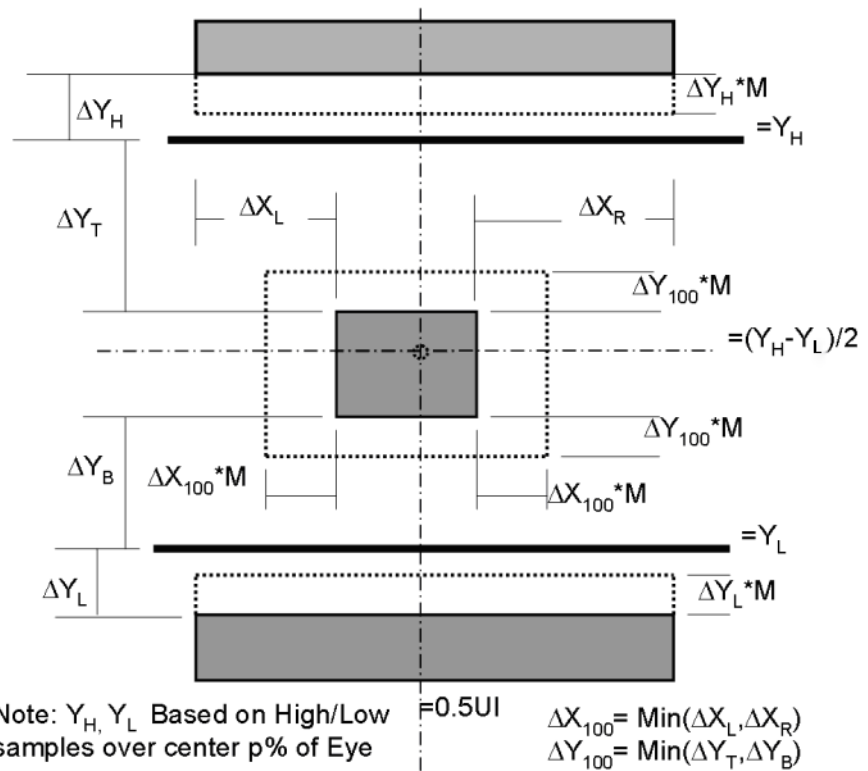 ΔY_H*M
ΔY_H
=Y_H
ΔX_L
ΔX_R
ΔY_T
ΔY_100*M
=(Y_H-Y_L)/2
ΔY_100*M
ΔY_B
ΔX_100*M
ΔX_100*M
=Y_L
ΔY_L
ΔY_L*M
Note: Y_H, Y_L Based on High/Low
samples over center p% of Eye
=0.5UI
ΔX_100= Min(ΔX_L,ΔX_R)
ΔY_100= Min(ΔY_T,ΔY_B)